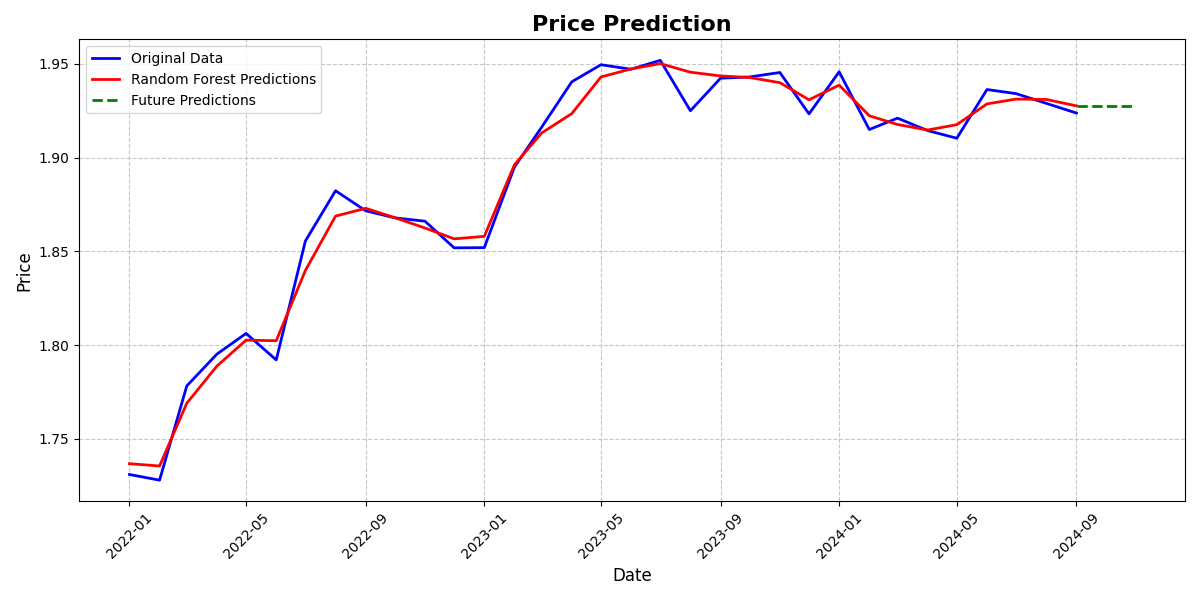 Price Prediction
Original Data
Random Forest Predictions
Future Predictions
Price
1.95
1.90
1.85
1.80
1.75
2022-01
2022-05
2022-09
2023-01
2023-05
2023-09
2024-01
2024-05
2024-09
Date